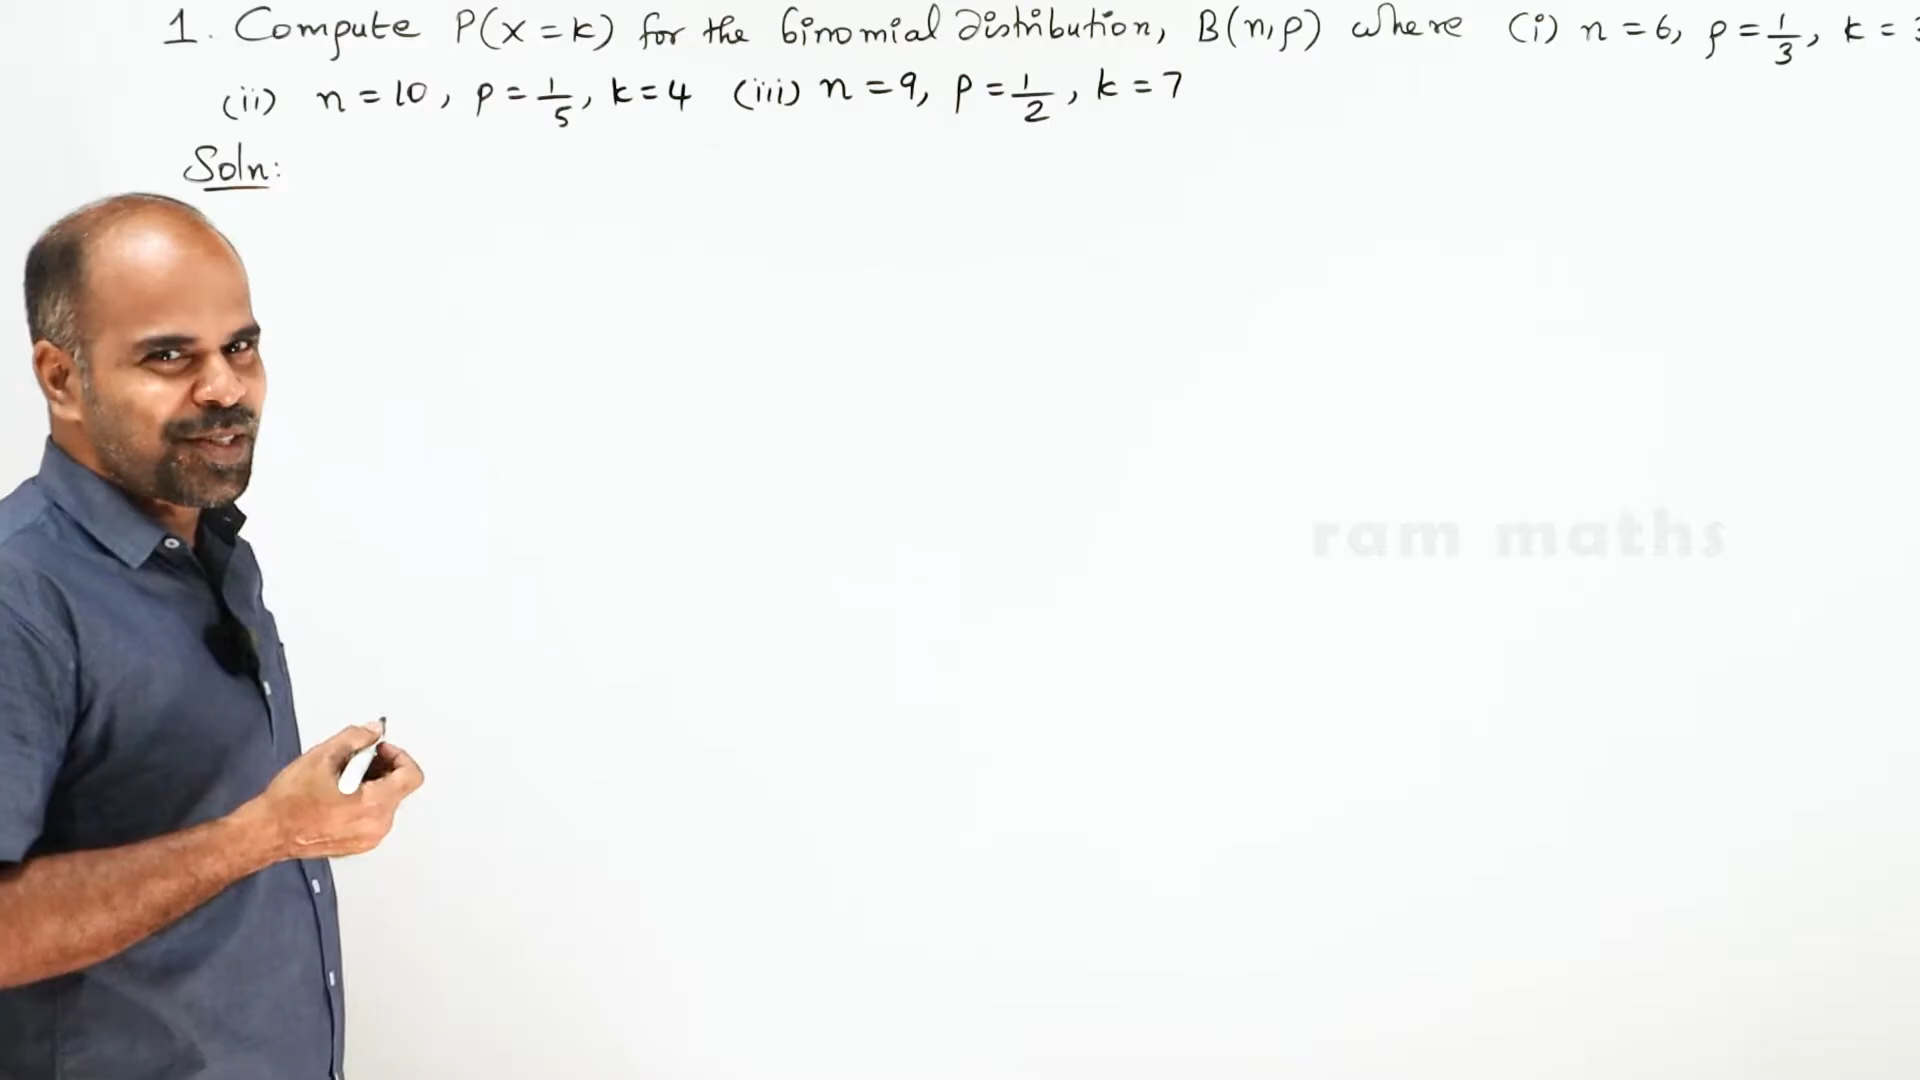 1. Compute P(X=k) for the binomial distribution, B(n,p) where (i) n=6, p=1/3, k=3
(ii) n=10, p=1/5, k=4 (iii) n=9, p=1/2, k=7
Soln:
ram maths